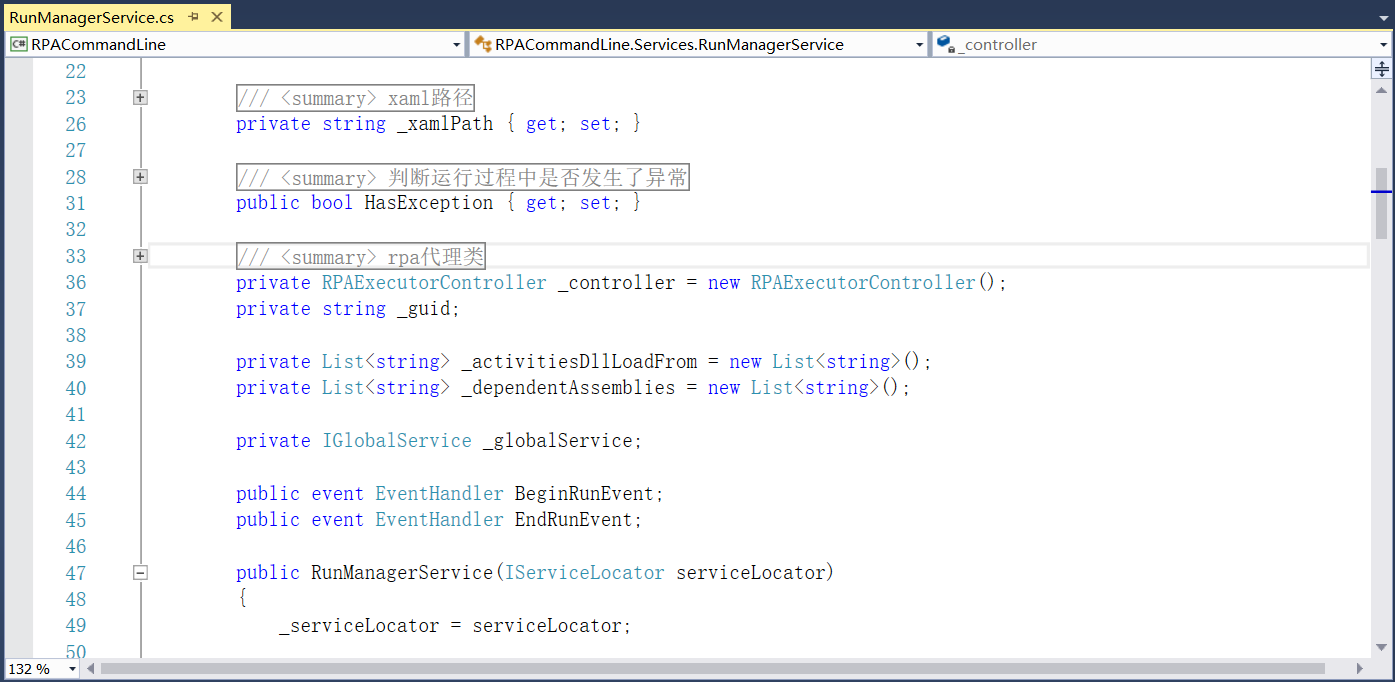 RunManagerService.cs
C# RPACommandLine RPACommandLine.Services.RunManagerService _controller
22
23 /// <summary> xaml路径
26 private string _xamlPath { get; set; }
27
28 /// <summary> 判断运行过程中是否发生了异常
31 public bool HasException { get; set; }
32
33 /// <summary> rpa代理类
36 private RPAExecutorController _controller = new RPAExecutorController();
37 private string _guid;
38
39 private List<string> _activitiesDllLoadFrom = new List<string>();
40 private List<string> _dependentAssemblies = new List<string>();
41
42 private IGlobalService _globalService;
43
44 public event EventHandler BeginRunEvent;
45 public event EventHandler EndRunEvent;
46
47 public RunManagerService(IServiceLocator serviceLocator)
48 {
49 _serviceLocator = serviceLocator;
50
132 %